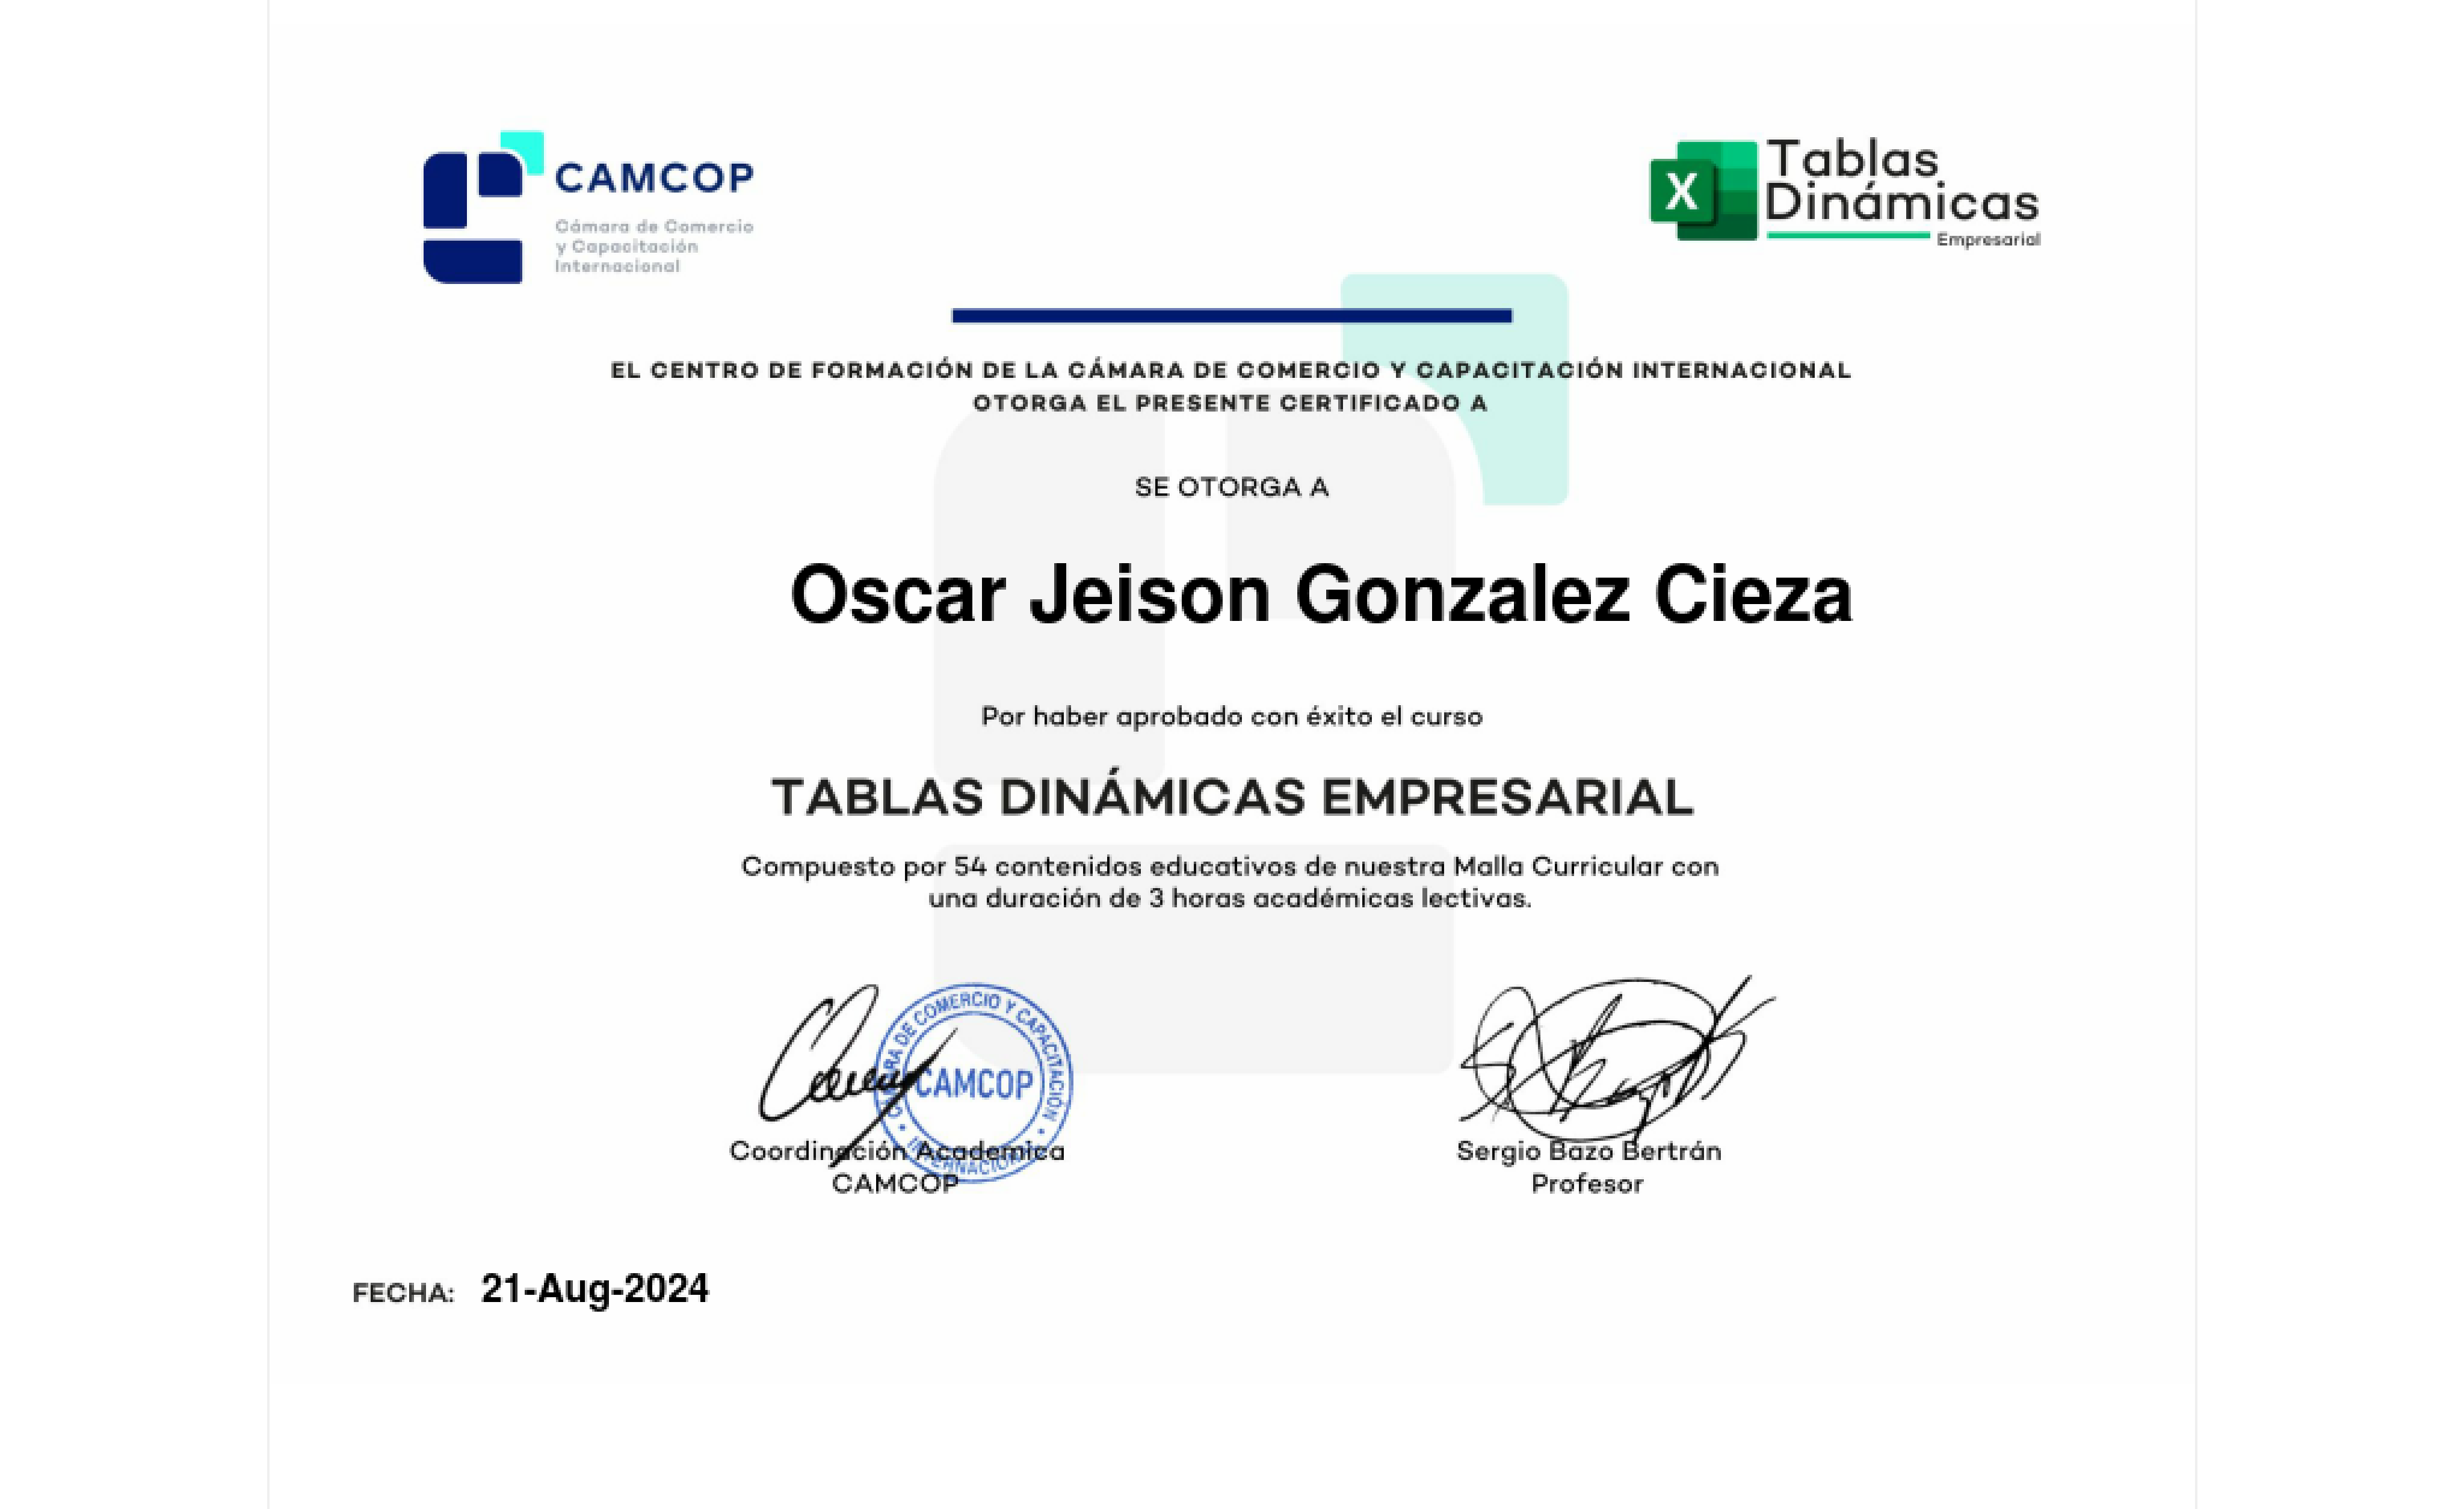 CAMCOP
Cámara de Comercio
y Capacitación
Internacional
X
Tablas
Dinámicas
Empresarial
EL CENTRO DE FORMACIÓN DE LA CÁMARA DE COMERCIO Y CAPACITACIÓN INTERNACIONAL
OTORGA EL PRESENTE CERTIFICADO A
SE OTORGA A
Oscar Jeison Gonzalez Cieza
Por haber aprobado con éxito el curso
TABLAS DINÁMICAS EMPRESARIAL
Compuesto por 54 contenidos educativos de nuestra Malla Curricular con
una duración de 3 horas académicas lectivas.
CÁMARA DE COMERCIO Y CAPACITACIÓN
CAMCOP
INTERNACIONAL
Coordinación Academica
CAMCOP
Sergio Bazo Bertrán
Profesor
FECHA: 21-Aug-2024